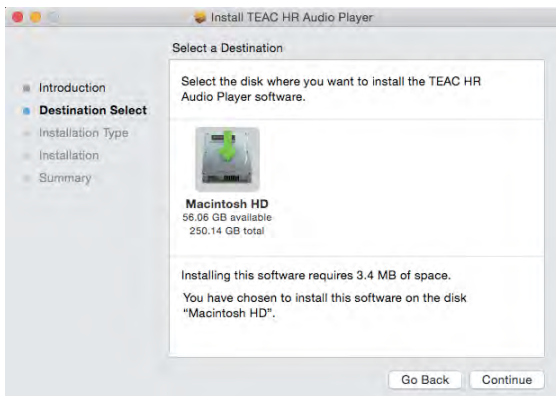 Install TEAC HR Audio Player
Select a Destination
Introduction
Destination Select
Installation Type
Installation
Summary
Select the disk where you want to install the TEAC HR
Audio Player software.
Macintosh HD
56.06 GB available
250.14 GB total
Installing this software requires 3.4 MB of space.
You have chosen to install this software on the disk
“Macintosh HD”.
Go Back
Continue